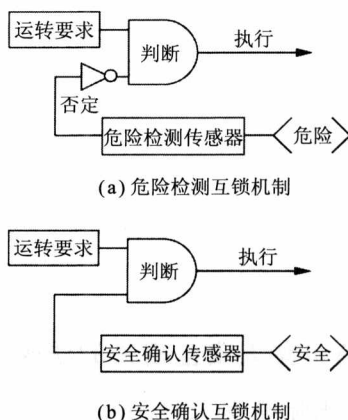 运转要求
判断
执行
否定
危险检测传感器
危险
(a) 危险检测互锁机制
运转要求
判断
执行
安全确认传感器
安全
(b) 安全确认互锁机制